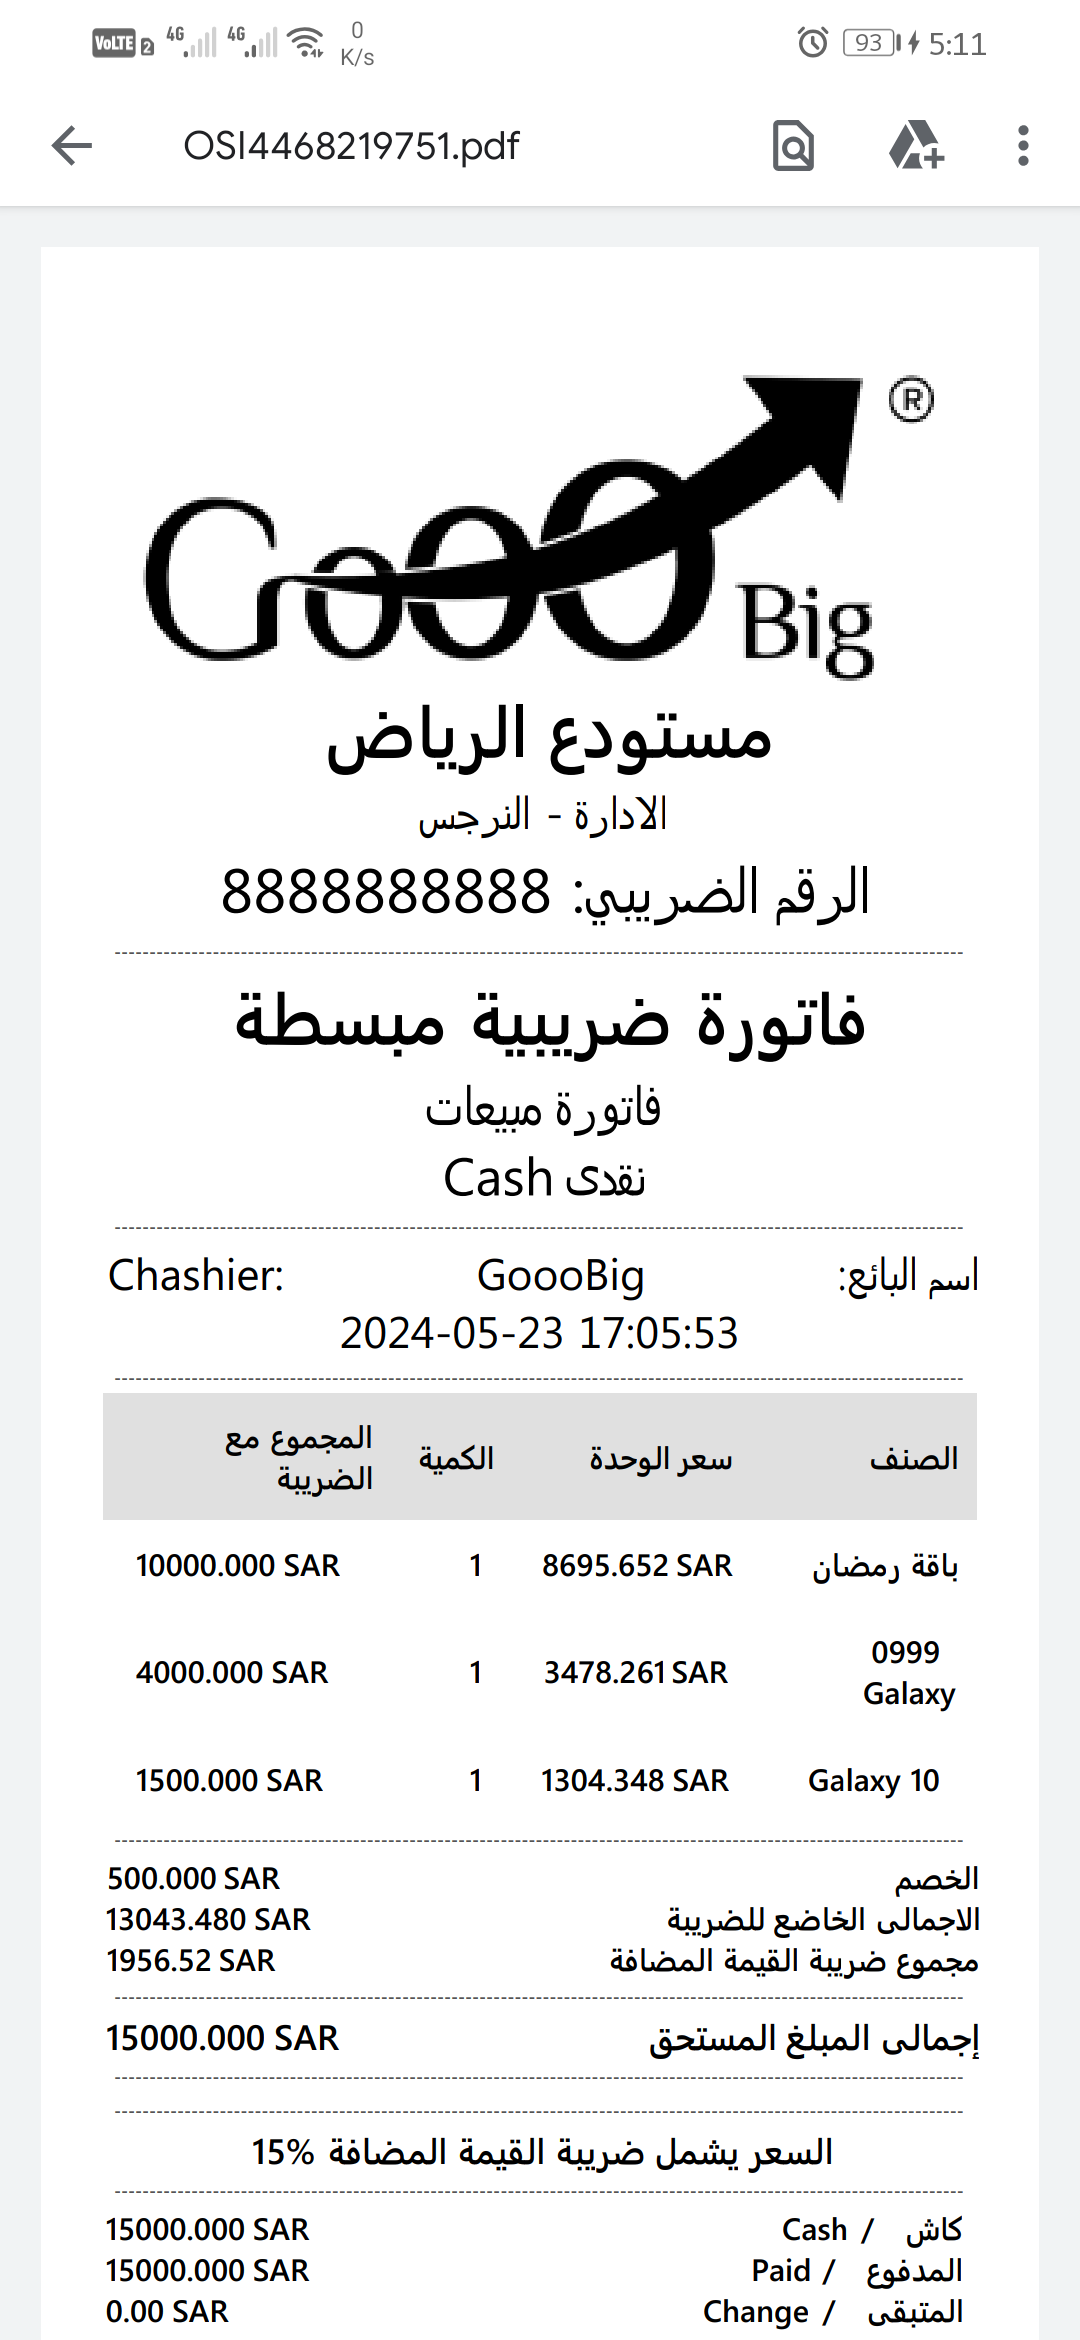 VoLTE 2 4G 4G 0 K/s 93 5:11
OSI4468219751.pdf
GoooBig ®
مستودع الرياض
الادارة - النرجس
الرقم الضريبي: 8888888888
فاتورة ضريبية مبسطة
فاتورة مبيعات
نقدى Cash
اسم البائع: GoooBig Chashier:
2024-05-23 17:05:53
الصنف سعر الوحدة الكمية المجموع مع الضريبة
باقة رمضان 8695.652 SAR 1 10000.000 SAR
0999 Galaxy 3478.261 SAR 1 4000.000 SAR
Galaxy 10 1304.348 SAR 1 1500.000 SAR
الخصم 500.000 SAR
الاجمالى الخاضع للضريبة 13043.480 SAR
مجموع ضريبة القيمة المضافة 1956.52 SAR
إجمالى المبلغ المستحق 15000.000 SAR
السعر يشمل ضريبة القيمة المضافة 15%
كاش / Cash 15000.000 SAR
المدفوع / Paid 15000.000 SAR
المتبقى / Change 0.00 SAR